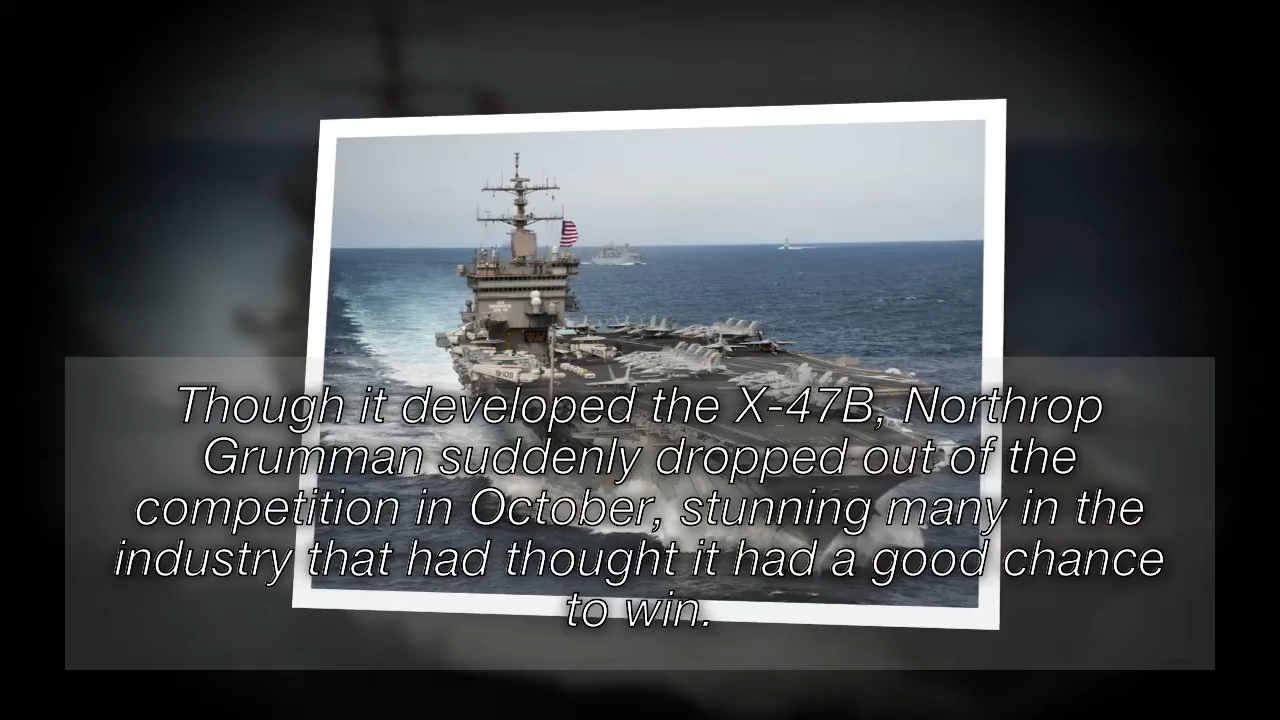 Though it developed the X-47B, Northrop
Grumman suddenly dropped out of the
competition in October, stunning many in the
industry that had thought it had a good chance
to win.